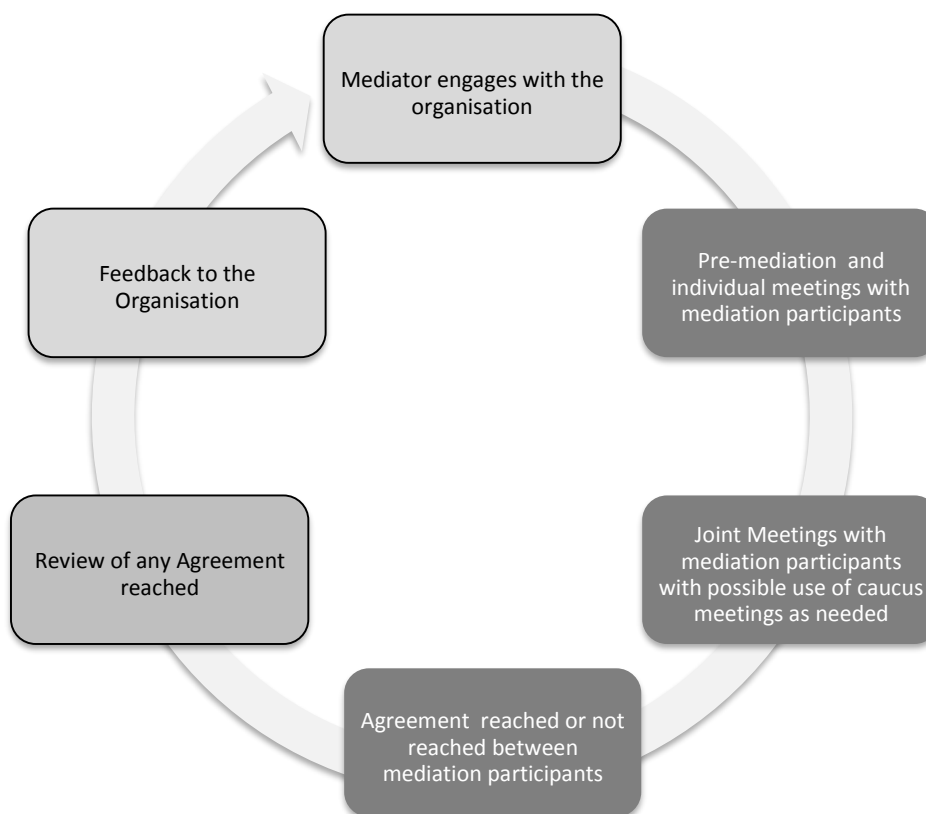 Mediator engages with the
organisation
Pre-mediation  and
individual meetings with
mediation participants
Joint Meetings with
mediation participants
with possible use of caucus
meetings as needed
Agreement  reached or not
reached between
mediation participants
Review of any Agreement
reached
Feedback to the
Organisation